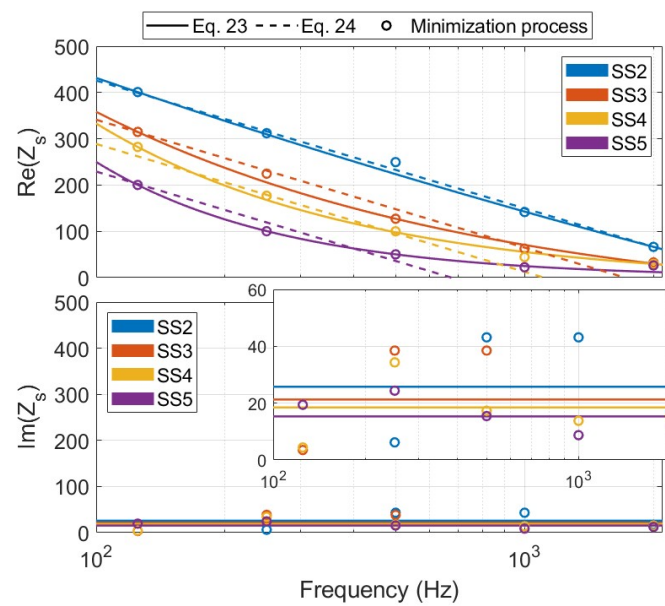 Eq. 23 Eq. 24 Minimization process
500
400
300
200
100
0
Re(Z_s)
SS2
SS3
SS4
SS5
500
400
300
200
100
0
Im(Z_s)
SS2
SS3
SS4
SS5
60
40
20
0
10^2 10^3
10^2 10^3
Frequency (Hz)